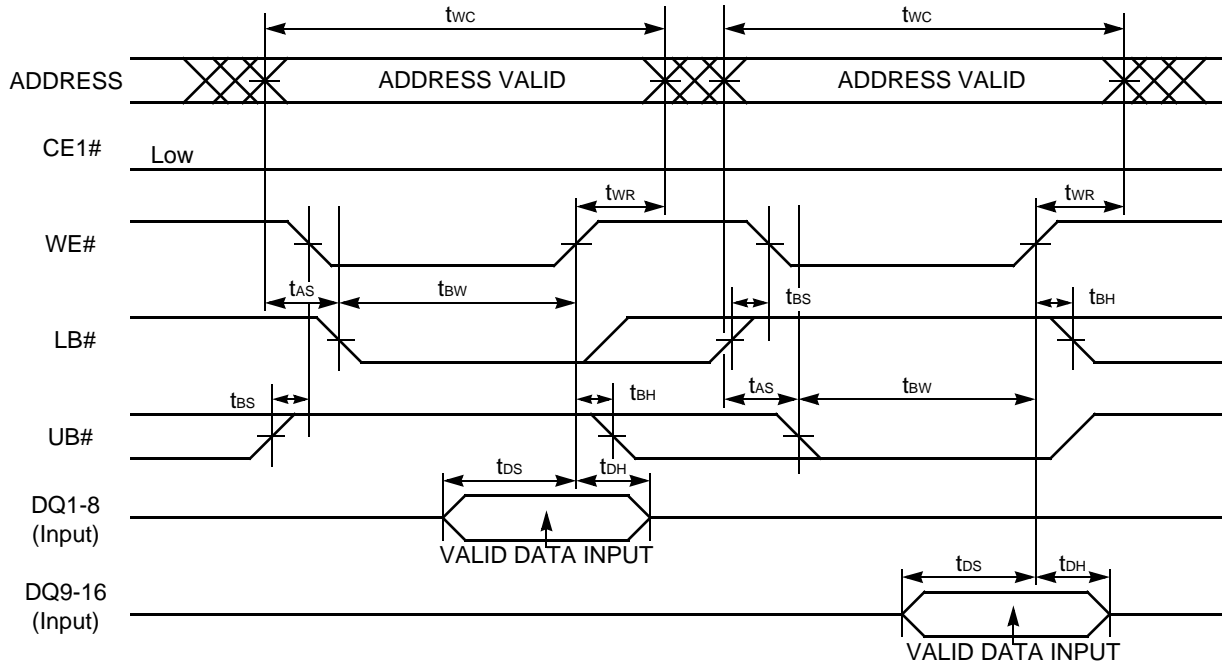 tWC tWC
ADDRESS ADDRESS VALID ADDRESS VALID
CE1# Low
tWR tWR
WE#
tAS tBW tBS tBH
LB#
tBS tBH tAS tBW
UB#
tDS tDH
DQ1-8
(Input)
VALID DATA INPUT
tDS tDH
DQ9-16
(Input)
VALID DATA INPUT